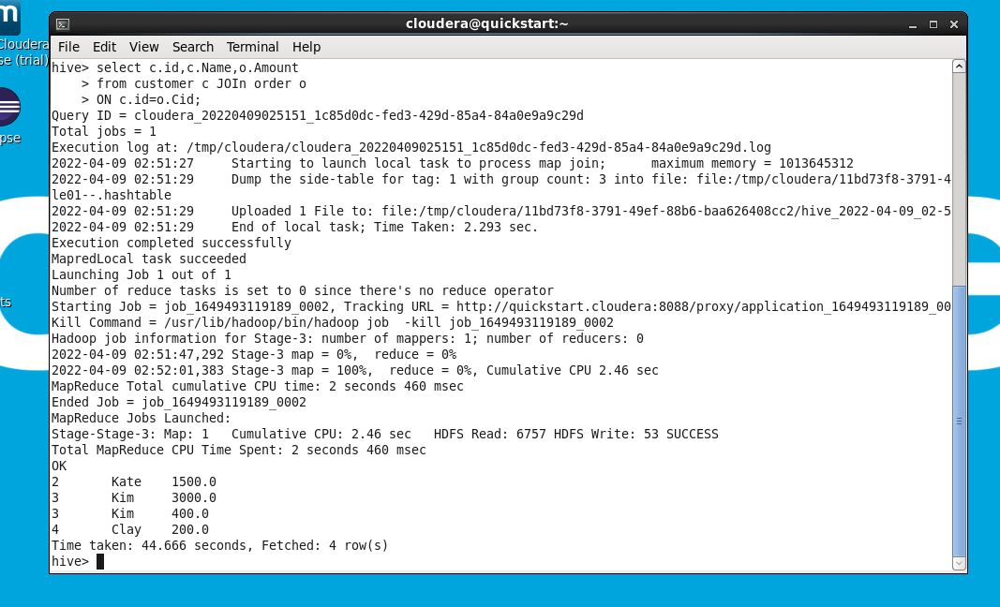 m
Cloudera
se (trial)
pse
ts
cloudera@quickstart:~
File Edit View Search Terminal Help
hive> select c.id,c.Name,o.Amount
    > from customer c JOIn order o
    > ON c.id=o.Cid;
Query ID = cloudera_20220409025151_1c85d0dc-fed3-429d-85a4-84a0e9a9c29d
Total jobs = 1
Execution log at: /tmp/cloudera/cloudera_20220409025151_1c85d0dc-fed3-429d-85a4-84a0e9a9c29d.log
2022-04-09 02:51:27     Starting to launch local task to process map join;      maximum memory = 1013645312
2022-04-09 02:51:29     Dump the side-table for tag: 1 with group count: 3 into file: file:/tmp/cloudera/11bd73f8-3791-4
le01--.hashtable
2022-04-09 02:51:29     Uploaded 1 File to: file:/tmp/cloudera/11bd73f8-3791-49ef-88b6-baa626408cc2/hive_2022-04-09_02-5
2022-04-09 02:51:29     End of local task; Time Taken: 2.293 sec.
Execution completed successfully
MapredLocal task succeeded
Launching Job 1 out of 1
Number of reduce tasks is set to 0 since there's no reduce operator
Starting Job = job_1649493119189_0002, Tracking URL = http://quickstart.cloudera:8088/proxy/application_1649493119189_00
Kill Command = /usr/lib/hadoop/bin/hadoop job  -kill job_1649493119189_0002
Hadoop job information for Stage-3: number of mappers: 1; number of reducers: 0
2022-04-09 02:51:47,292 Stage-3 map = 0%,  reduce = 0%
2022-04-09 02:52:01,383 Stage-3 map = 100%,  reduce = 0%, Cumulative CPU 2.46 sec
MapReduce Total cumulative CPU time: 2 seconds 460 msec
Ended Job = job_1649493119189_0002
MapReduce Jobs Launched:
Stage-Stage-3: Map: 1   Cumulative CPU: 2.46 sec   HDFS Read: 6757 HDFS Write: 53 SUCCESS
Total MapReduce CPU Time Spent: 2 seconds 460 msec
OK
2       Kate    1500.0
3       Kim     3000.0
3       Kim     400.0
4       Clay    200.0
Time taken: 44.666 seconds, Fetched: 4 row(s)
hive>